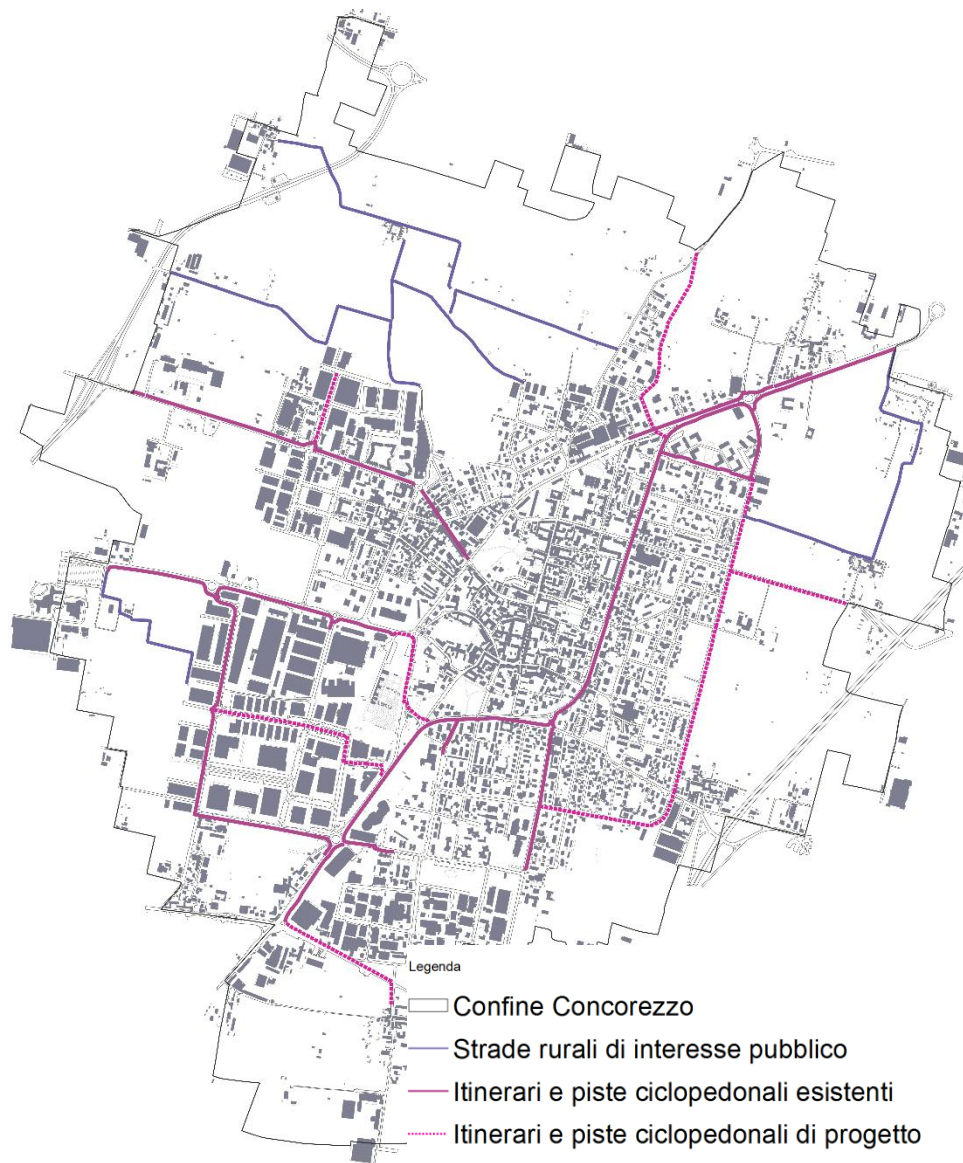 Legenda
Confine Concorezzo
Strade rurali di interesse pubblico
Itinerari e piste ciclopedonali esistenti
Itinerari e piste ciclopedonali di progetto